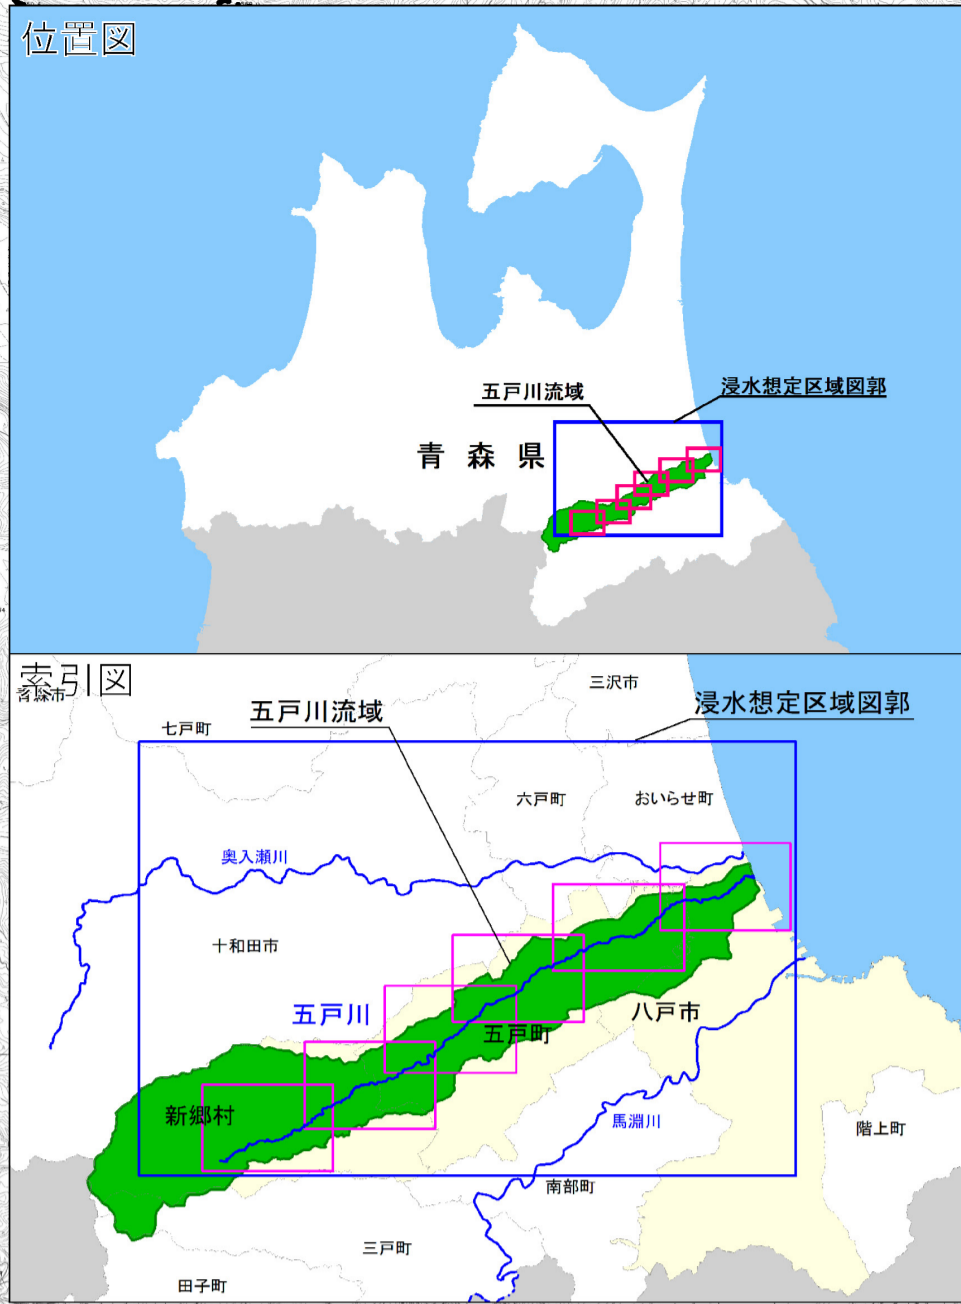 位置図
五戸川流域
浸水想定区域図郭
青森県
索引図
青森市
三沢市
五戸川流域
浸水想定区域図郭
七戸町
六戸町
おいらせ町
奥入瀬川
十和田市
五戸川
八戸市
五戸町
新郷村
馬淵川
階上町
南部町
三戸町
田子町